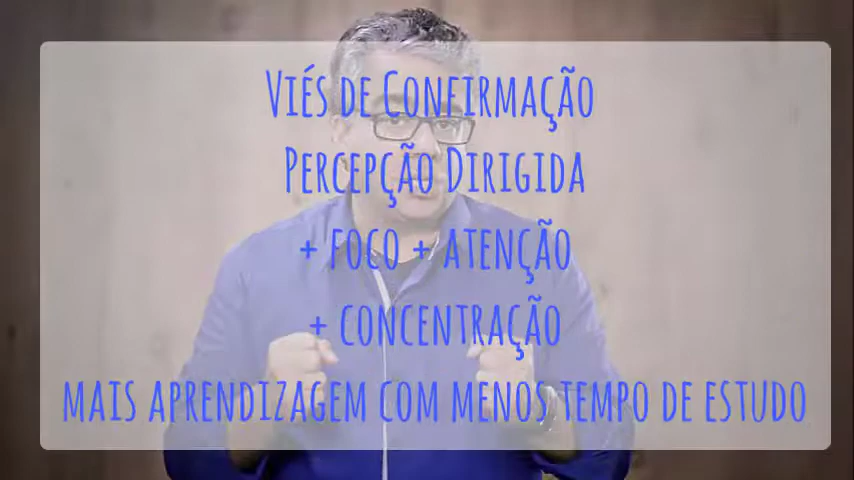 Viés de Confirmação
Percepção Dirigida
+ foco + atenção
+ concentração
mais aprendizagem com menos tempo de estudo